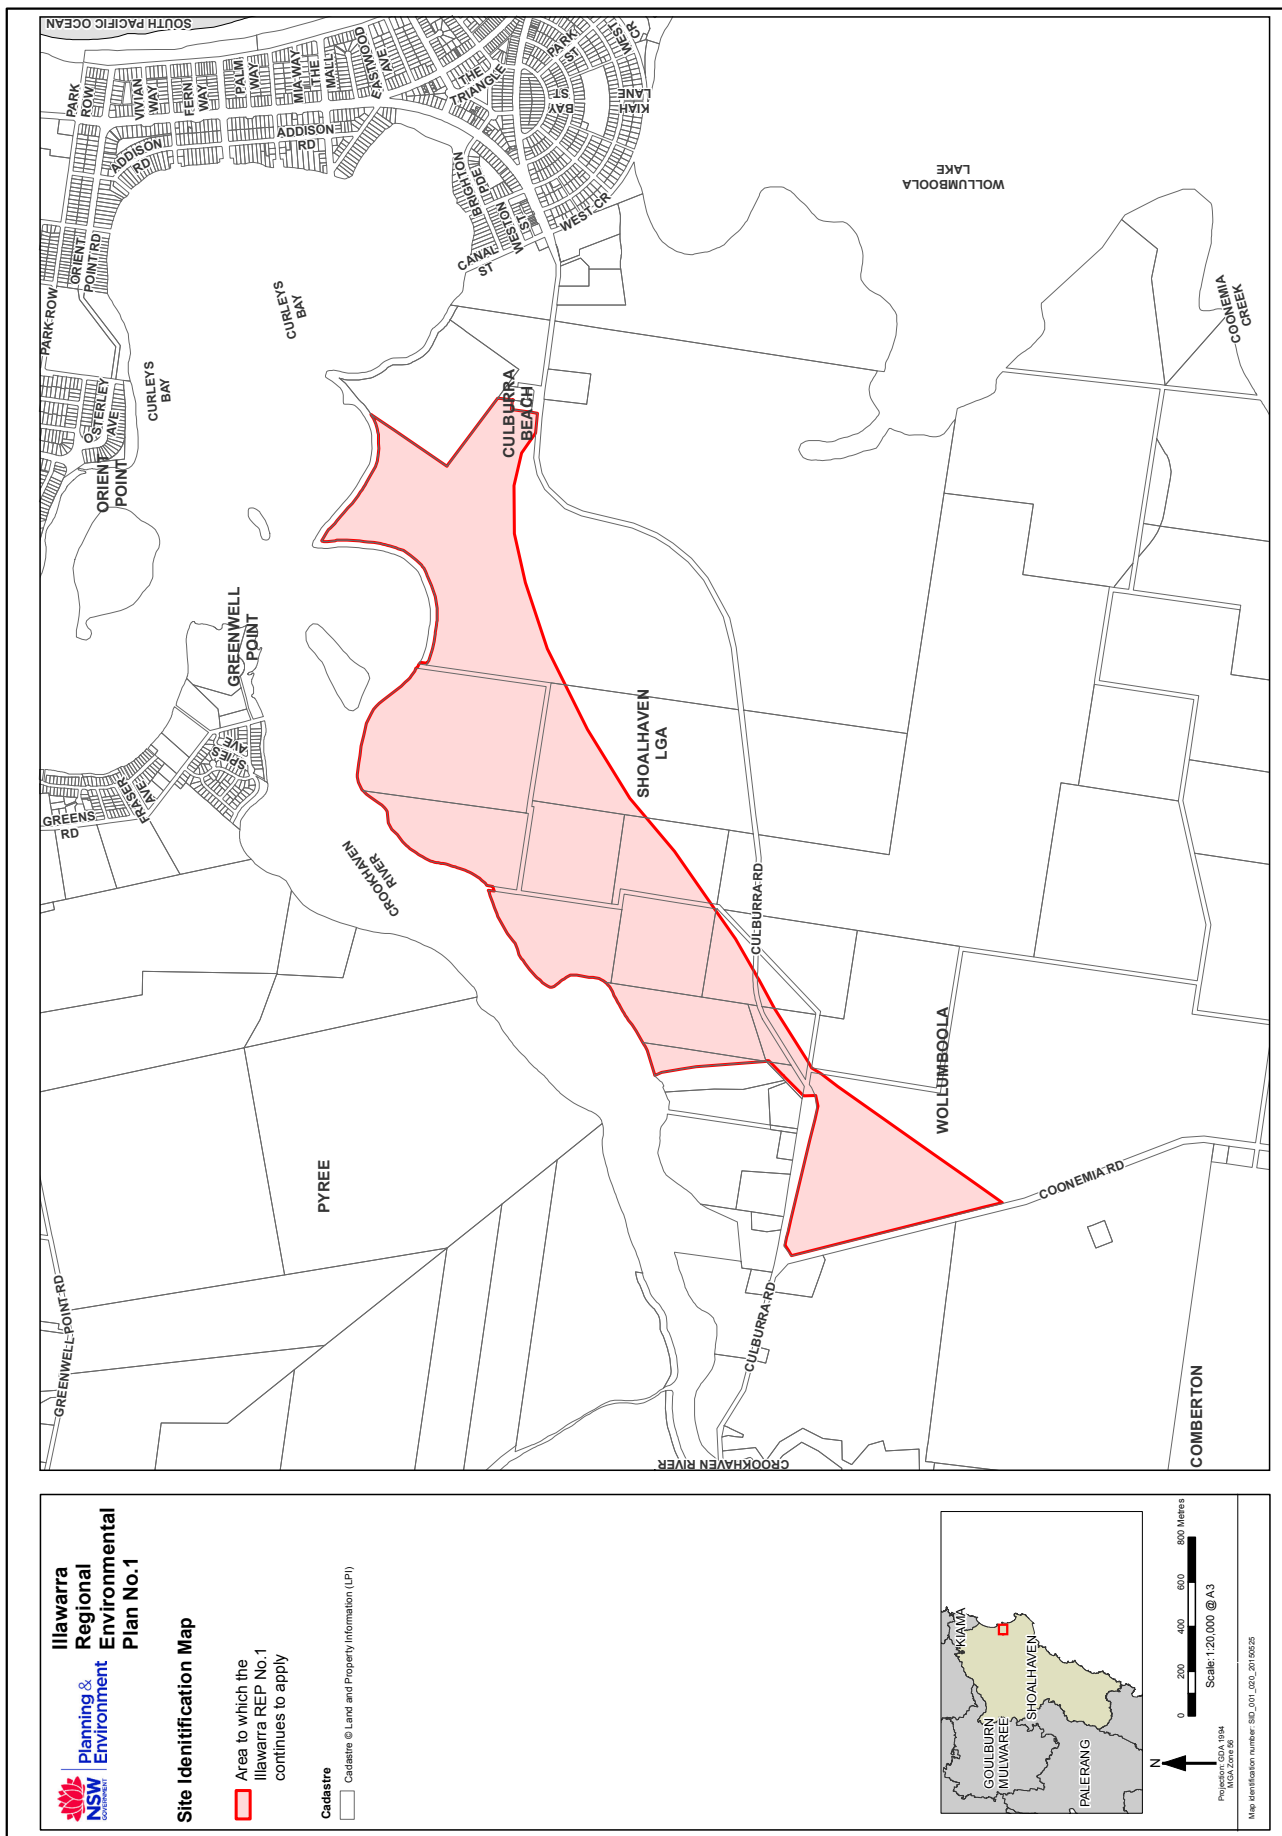 Illawarra
Regional
Environmental
Plan No.1
Planning &
Environment
NSW
GOVERNMENT
Site Idenitification Map
Area to which the
Illawarra REP No.1
continues to apply
Cadastre
Cadastre © Land and Property Information (LPI)
KIAMA
GOULBURN
MULWAREE
SHOALHAVEN
PALERANG
N
0 200 400 600 800 Metres
Scale: 1:20,000 @ A3
Projection: GDA 1994
MGA Zone 56
Map identification number: SID_001_020_20150525
GREENWELL POINT RD
PYREE
GREENS
RD
FRASER
AVE
SPIES
AVE
GREENWELL
POINT
CROOKHAVEN
RIVER
ORIENT
POINT
OSTERLEY
AVE
PARK ROW
ORIENT
POINT RD
CURLEYS
BAY
CURLEYS
BAY
PARK
ROW
SOUTH PACIFIC OCEAN
ADDISON
RD
VIVIAN
WAY
FERN
WAY
PALM
WAY
MIA WAY
THE
MALL
ADDISON
RD
EASTWOOD
AVE
THE
TRIANGLE
BRIGHTON
PDE
WESTON
ST
CANAL
ST
WEST CR
PARK
ST
BAY
ST
WEST
CR
KIAH
LANE
CULBURRA
BEACH
SHOALHAVEN
LGA
CULBURRA RD
WOLLUMBOOLA
LAKE
COONEMIA
CREEK
WOLLUMBOOLA
COONEMIA RD
CULBURRA RD
CROOKHAVEN RIVER
COMBERTON